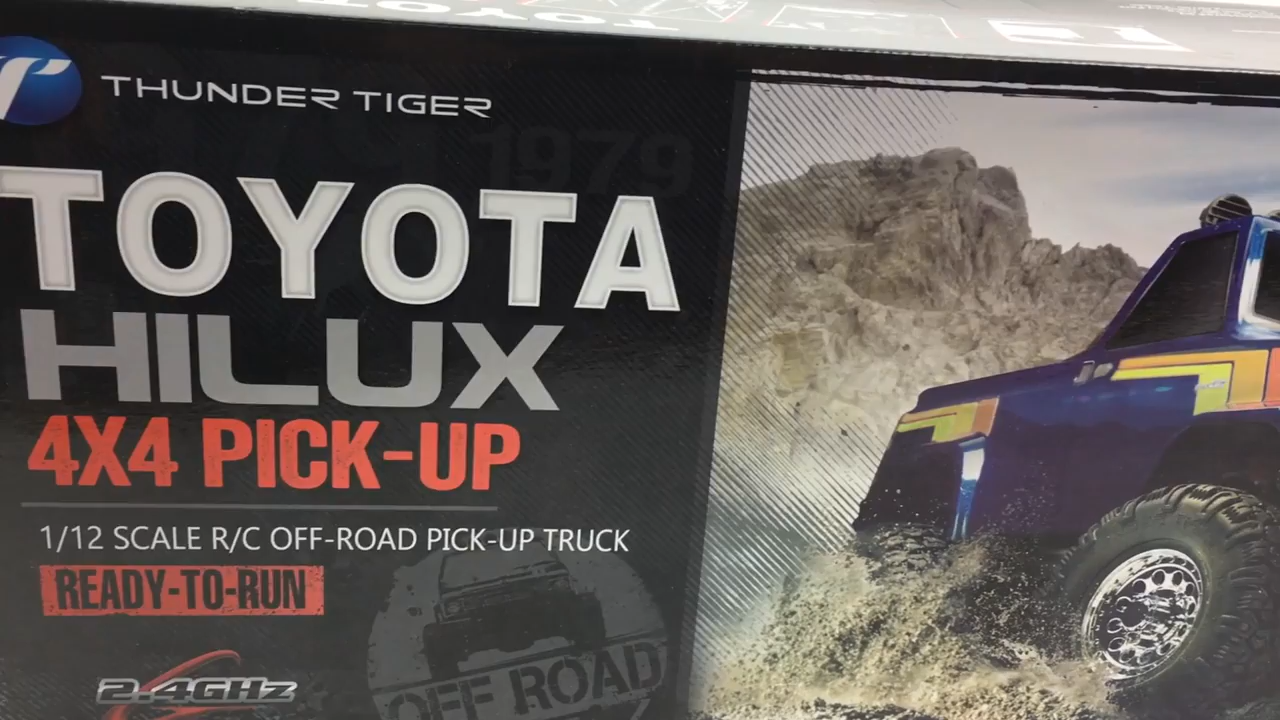 TOYOTA
THUNDER TIGER
1979
TOYOTA
HILUX
4X4 PICK-UP
1/12 SCALE R/C OFF-ROAD PICK-UP TRUCK
READY-TO-RUN
2.4GHz
OFF ROAD